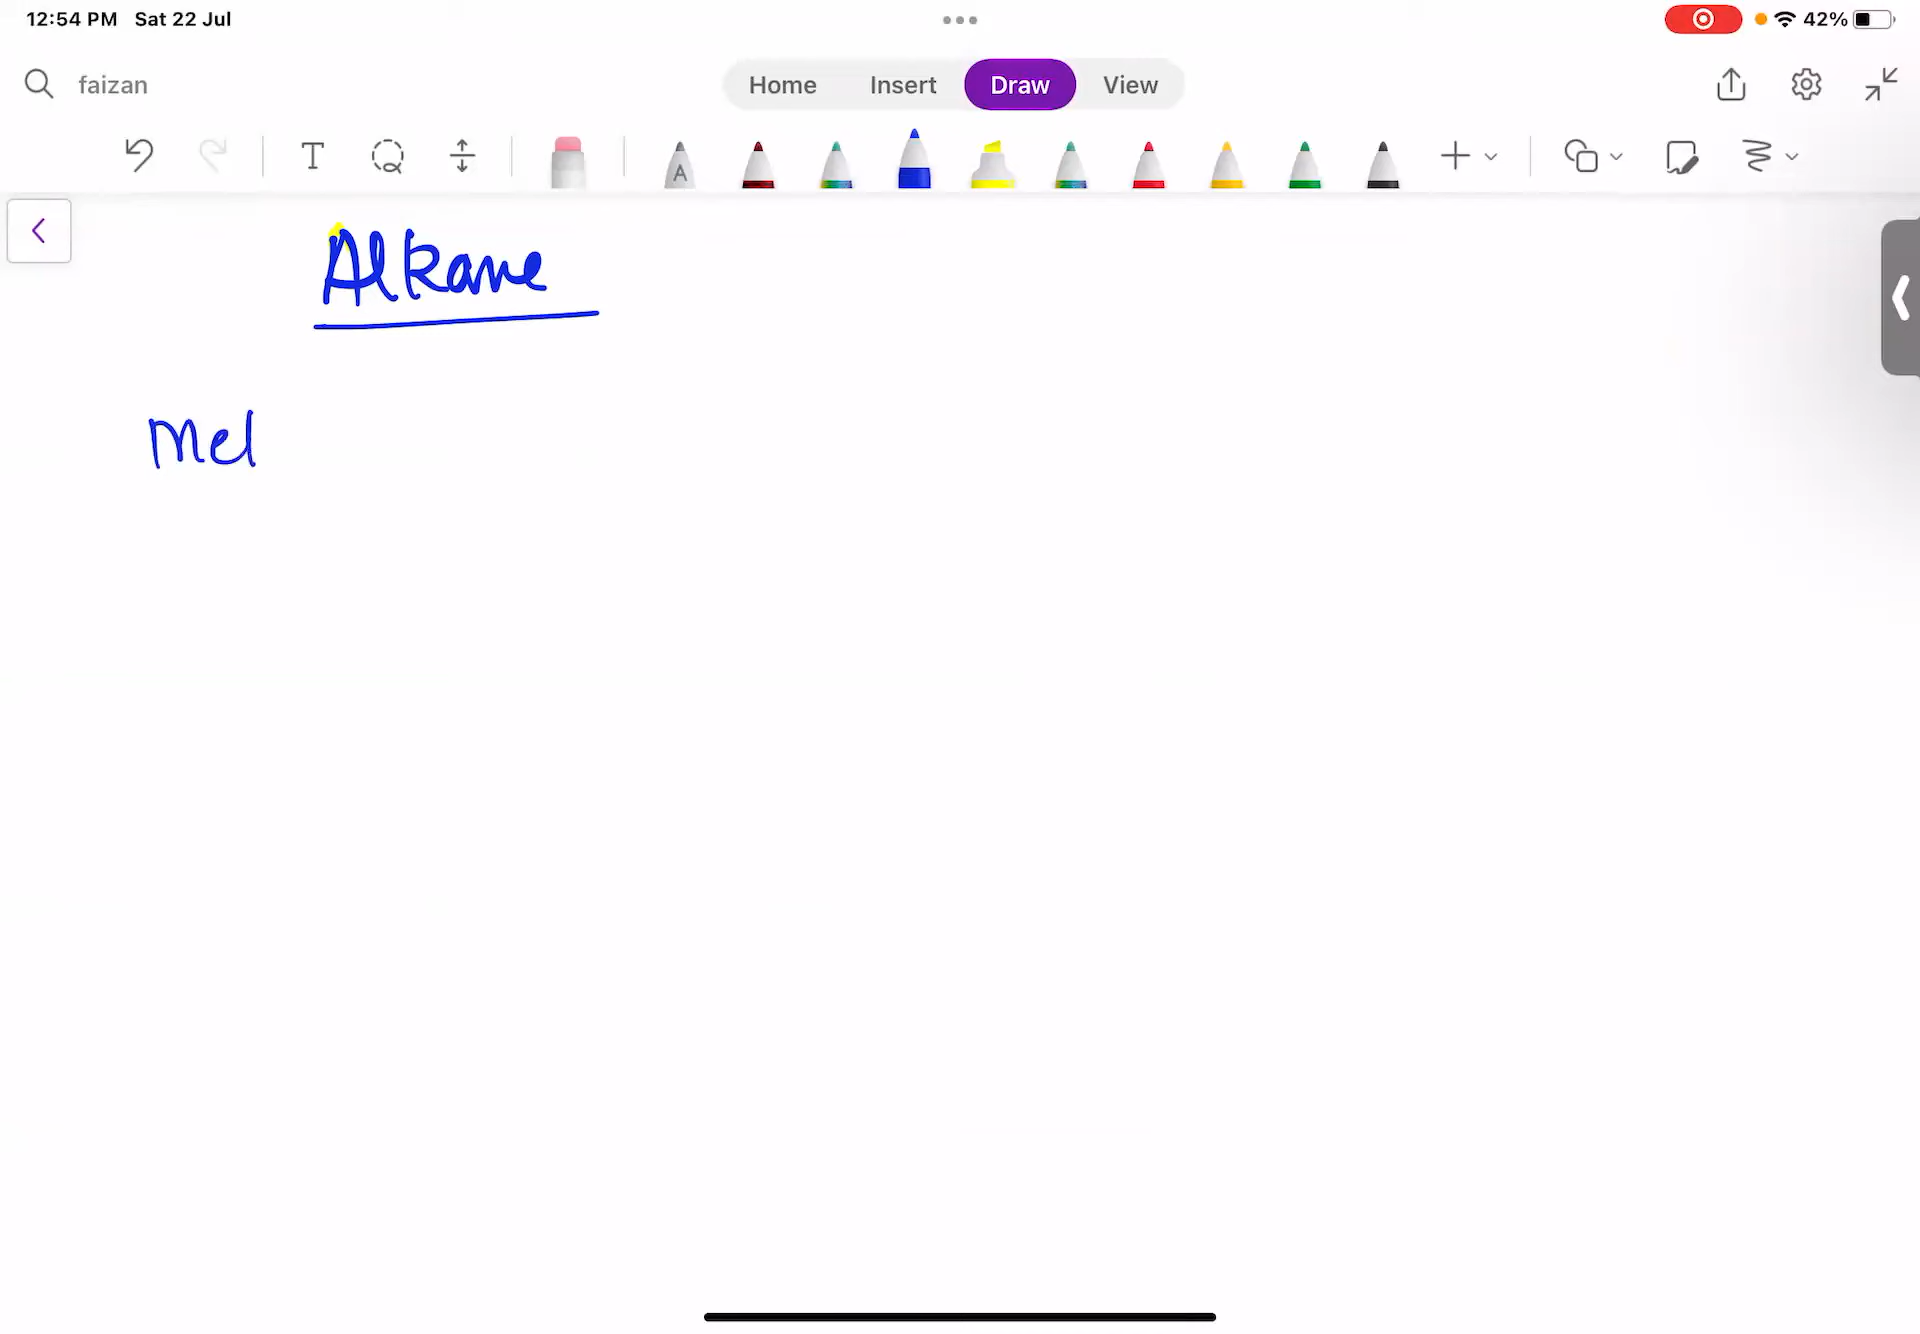 12:54 PM Sat 22 Jul
42%
faizan
Home Insert Draw View
T
A
Alkane
Mel